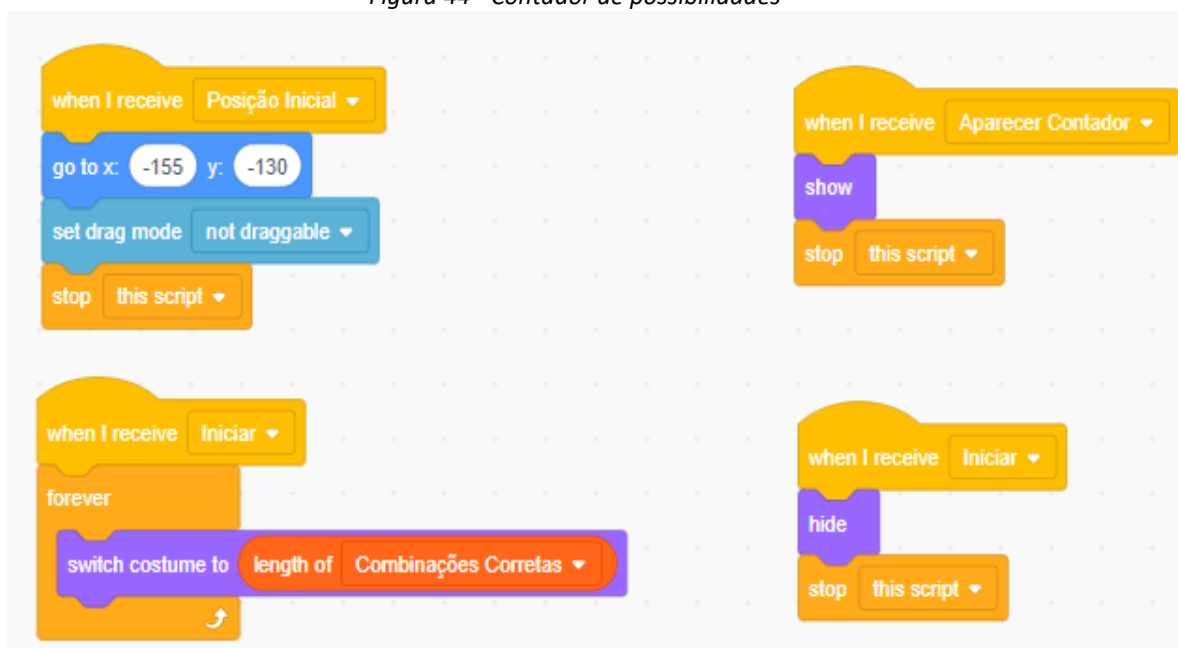 Figura 44 - Contador de possibilidades
when I receive Posição Inicial
go to x: -155 y: -130
set drag mode not draggable
stop this script
when I receive Aparecer Contador
show
stop this script
when I receive Iniciar
forever
switch costume to length of Combinações Corretas
when I receive Iniciar
hide
stop this script